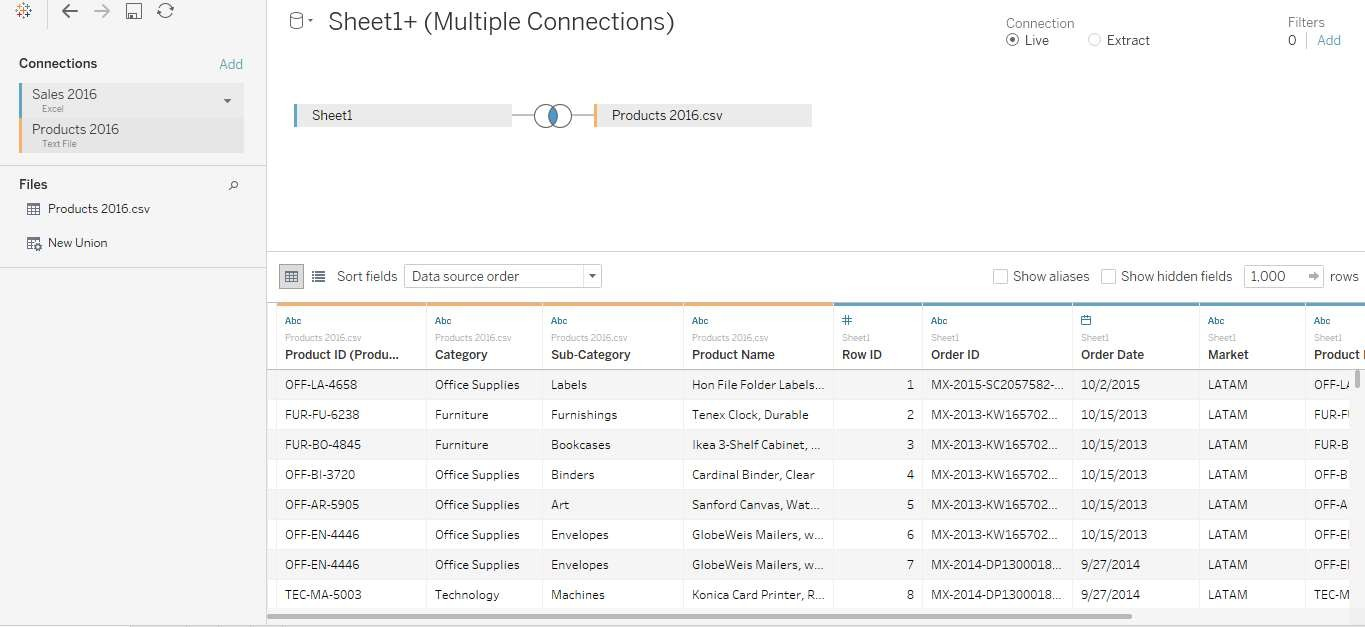 Sheet1+ (Multiple Connections)
Connection
Live
Extract
Filters
0
Add
Connections
Add
Sales 2016
Excel
Products 2016
Text File
Files
Products 2016.csv
New Union
Sheet1
Products 2016.csv
Sort fields
Data source order
Show aliases
Show hidden fields
1,000
rows
Abc Abc Abc Abc # Abc Abc Abc
Products 2016.csv Products 2016.csv Products 2016.csv Products 2016.csv Sheet1 Sheet1 Sheet1 Sheet1 Sheet1
Product ID (Produ... Category Sub-Category Product Name Row ID Order ID Order Date Market Product
OFF-LA-4658 Office Supplies Labels Hon File Folder Labels... 1 MX-2015-SC2057582-... 10/2/2015 LATAM OFF-LA
FUR-FU-6238 Furniture Furnishings Tenex Clock, Durable 2 MX-2013-KW165702... 10/15/2013 LATAM FUR-F
FUR-BO-4845 Furniture Bookcases Ikea 3-Shelf Cabinet, ... 3 MX-2013-KW165702... 10/15/2013 LATAM FUR-B
OFF-BI-3720 Office Supplies Binders Cardinal Binder, Clear 4 MX-2013-KW165702... 10/15/2013 LATAM OFF-B
OFF-AR-5905 Office Supplies Art Sanford Canvas, Wat... 5 MX-2013-KW165702... 10/15/2013 LATAM OFF-A
OFF-EN-4446 Office Supplies Envelopes GlobeWeis Mailers, w... 6 MX-2013-KW165702... 10/15/2013 LATAM OFF-E
OFF-EN-4446 Office Supplies Envelopes GlobeWeis Mailers, w... 7 MX-2014-DP1300018... 9/27/2014 LATAM OFF-E
TEC-MA-5003 Technology Machines Konica Card Printer, R... 8 MX-2014-DP1300018... 9/27/2014 LATAM TEC-M